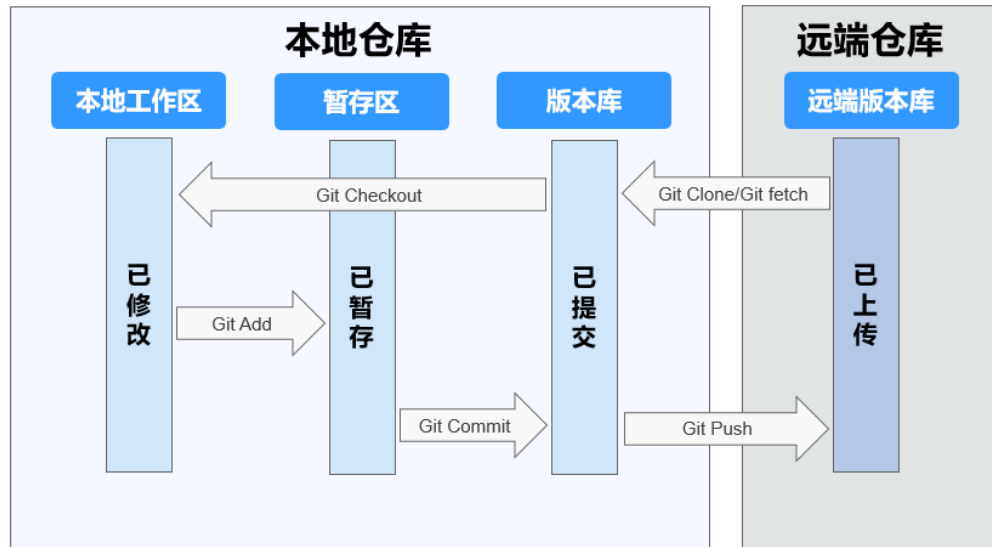 本地仓库
远端仓库
本地工作区
暂存区
版本库
远端版本库
Git Checkout
Git Clone/Git fetch
已修改
已暂存
已提交
已上传
Git Add
Git Commit
Git Push